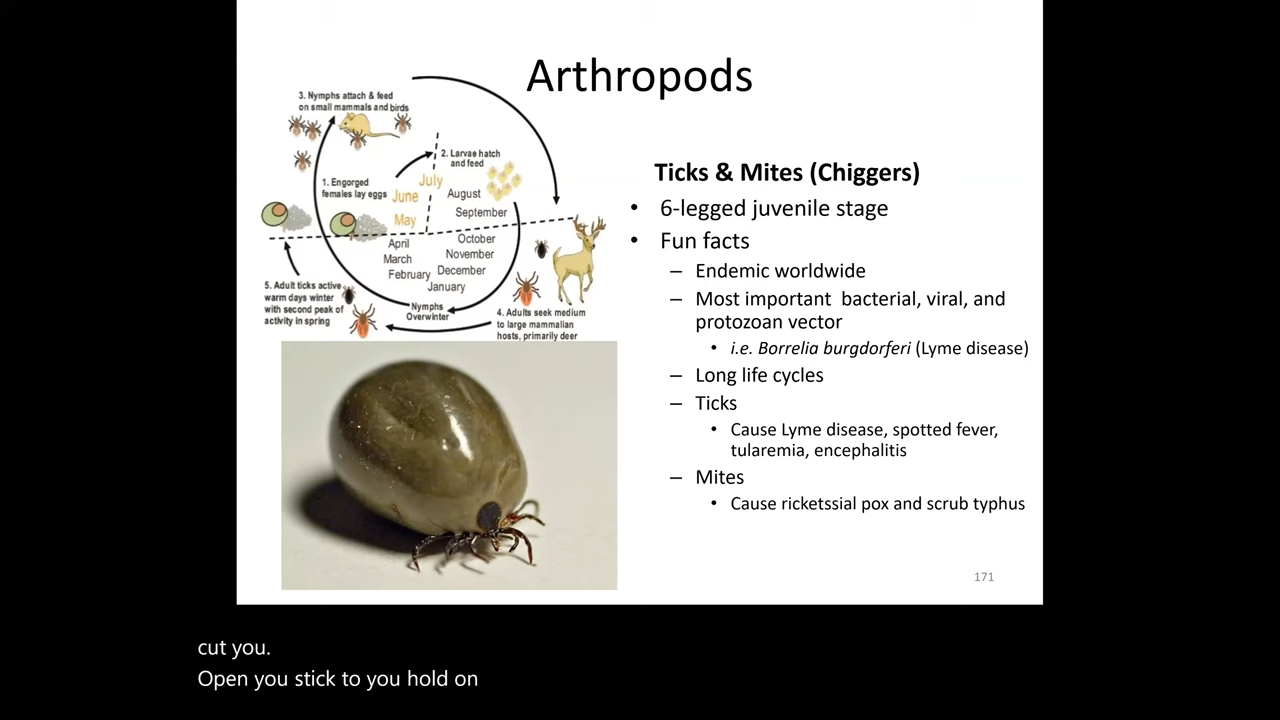 Arthropods
3. Nymphs attach & feed
on small mammals and birds
2. Larvae hatch
and feed
1. Engorged
females lay eggs
July
June
May
August
September
April
March
February
October
November
December
January
Nymphs
Overwinter
5. Adult ticks active
warm days winter
with second peak of
activity in spring
4. Adults seek medium
to large mammalian
hosts, primarily deer
Ticks & Mites (Chiggers)
• 6-legged juvenile stage
• Fun facts
– Endemic worldwide
– Most important bacterial, viral, and
protozoan vector
• i.e. Borrelia burgdorferi (Lyme disease)
– Long life cycles
– Ticks
• Cause Lyme disease, spotted fever,
tularemia, encephalitis
– Mites
• Cause ricketssial pox and scrub typhus
171
cut you.
Open you stick to you hold on